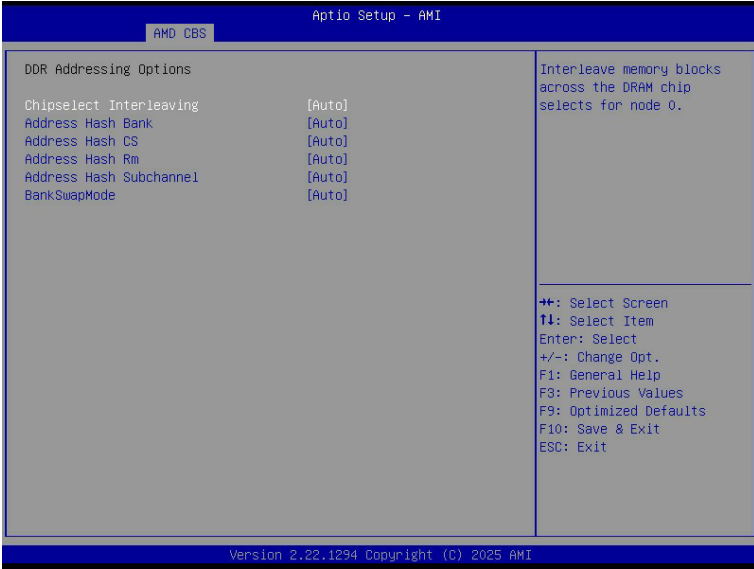 Aptio Setup – AMI
AMD CBS
DDR Addressing Options
Chipselect Interleaving [Auto]
Address Hash Bank [Auto]
Address Hash CS [Auto]
Address Hash Rm [Auto]
Address Hash Subchannel [Auto]
BankSwapMode [Auto]
Interleave memory blocks
across the DRAM chip
selects for node 0.
→←: Select Screen
↑↓: Select Item
Enter: Select
+/-: Change Opt.
F1: General Help
F3: Previous Values
F9: Optimized Defaults
F10: Save & Exit
ESC: Exit
Version 2.22.1294 Copyright (C) 2025 AMI